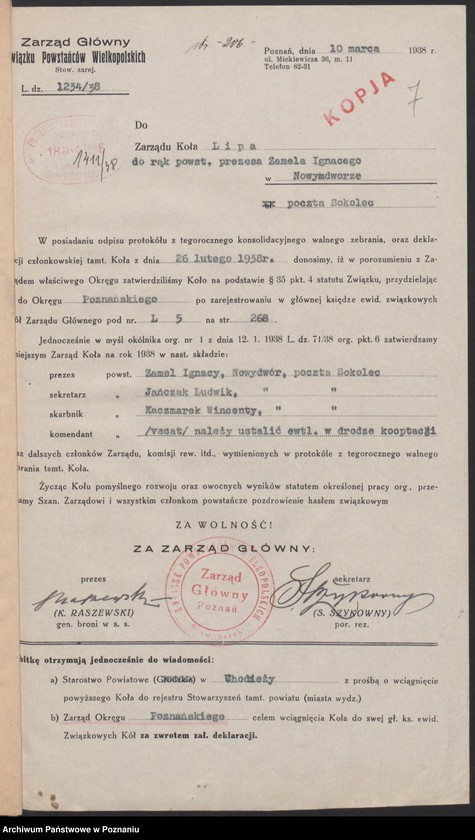 Zarząd Główny
wiązku Powstańców Wielkopolskich
Stow. zarej.
L. dz. 1234/38
Poznań, dnia 10 marca 1938 r.
ul. Mickiewicza 36, m. 11
Telefon 82-31
KOPJA
7
1411/38
Do
Zarządu Koła Lipa
do rąk powst. prezesa Zamela Ignacego
w Nowymdworze
poczta Sokolec
W posiadaniu odpisu protokółu z tegorocznego konsolidacyjnego walnego zebrania, oraz dekla-
cji członkowskiej tamt. Koła z dnia 26 lutego 1938r. donosimy, iż w porozumieniu z Za-
ądem właściwego Okręgu zatwierdziliśmy Koło na podstawie § 35 pkt. 4 statutu Związku, przydzielając
do Okręgu Poznańskiego po zarejestrowaniu w głównej księdze ewid. związkowych
ół Zarządu Głównego pod nr. L 5 na str. 268.
Jednocześnie w myśl okólnika org. nr 1 z dnia 12. 1. 1938 L. dz. 71/38 org. pkt. 6 zatwierdzamy
niejszym Zarząd Koła na rok 1938 w nast. składzie:
prezes powst. Zamel Ignacy, Nowydwór, poczta Sokolec
sekretarz „ Jańczak Ludwik, " "
skarbnik „ Kaczmarek Wincenty, " "
komendant „ /vacat/ należy ustalić ewtl. w drodze kooptacji
az dalszych członków Zarządu, komisji rew. itd., wymienionych w protokóle z tegorocznego walnego
brania tamt. Koła.
Życząc Kołu pomyślnego rozwoju oraz owocnych wyników statutem określonej pracy org., prze-
amy Szan. Zarządowi i wszystkim członkom powstańcze pozdrowienie hasłem związkowym
ZA WOLNOŚĆ!
ZA ZARZĄD GŁÓWNY:
prezes
(K. RASZEWSKI)
gen. broni w s. s.
Zarząd
Główny
Poznań
sekretarz
(S. SZYKOWNY)
por. rez.
bitkę otrzymują jednocześnie do wiadomości:
a) Starostwo Powiatowe w Chodzieży z prośbą o wciągnięcie
powyższego Koła do rejestru Stowarzyszeń tamt. powiatu (miasta wydz.)
b) Zarząd Okręgu Poznańskiego celem wciągnięcia Koła do swej gł. ks. ewid.
Związkowych Kół za zwrotem zał. deklaracji.
Archiwum Państwowe w Poznaniu